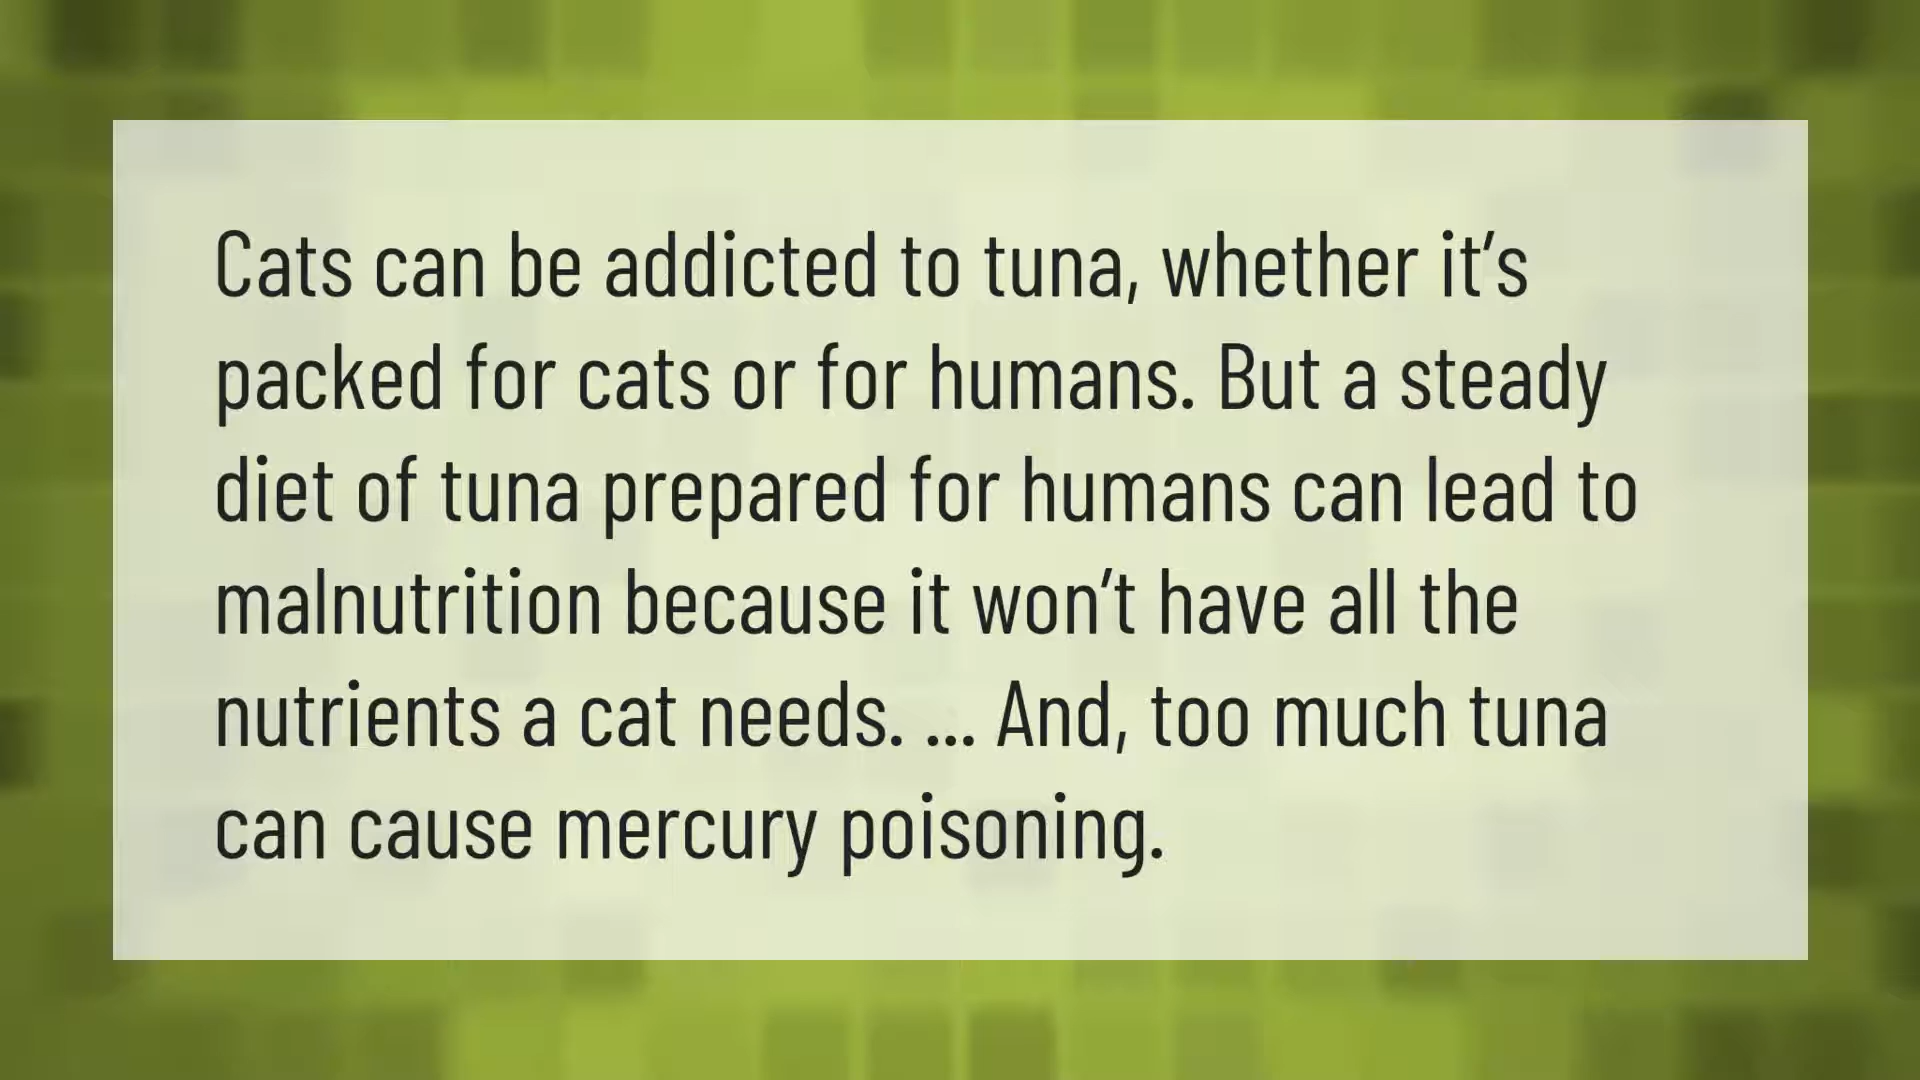 Cats can be addicted to tuna, whether it’s
packed for cats or for humans. But a steady
diet of tuna prepared for humans can lead to
malnutrition because it won’t have all the
nutrients a cat needs. ... And, too much tuna
can cause mercury poisoning.